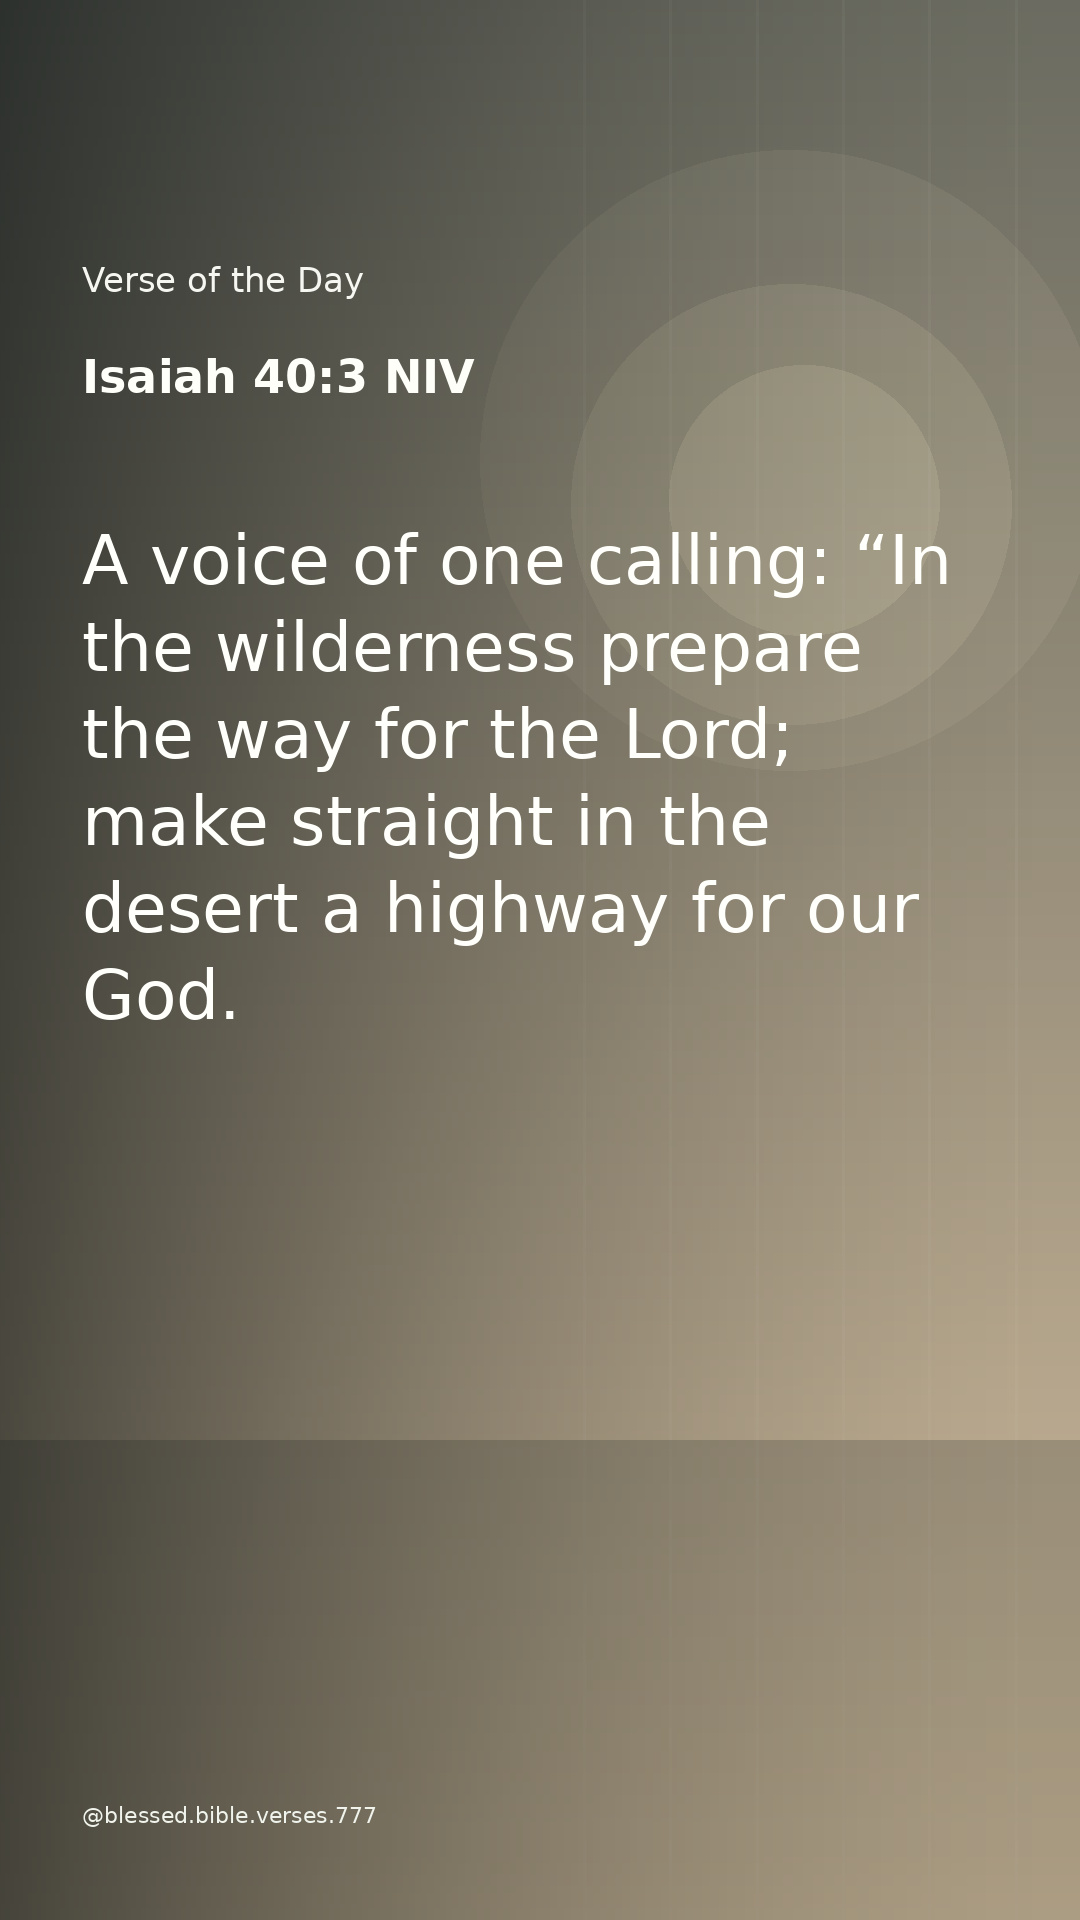 Verse of the Day
Isaiah 40:3 NIV
A voice of one calling: “In
the wilderness prepare
the way for the Lord;
make straight in the
desert a highway for our
God.
@blessed.bible.verses.777